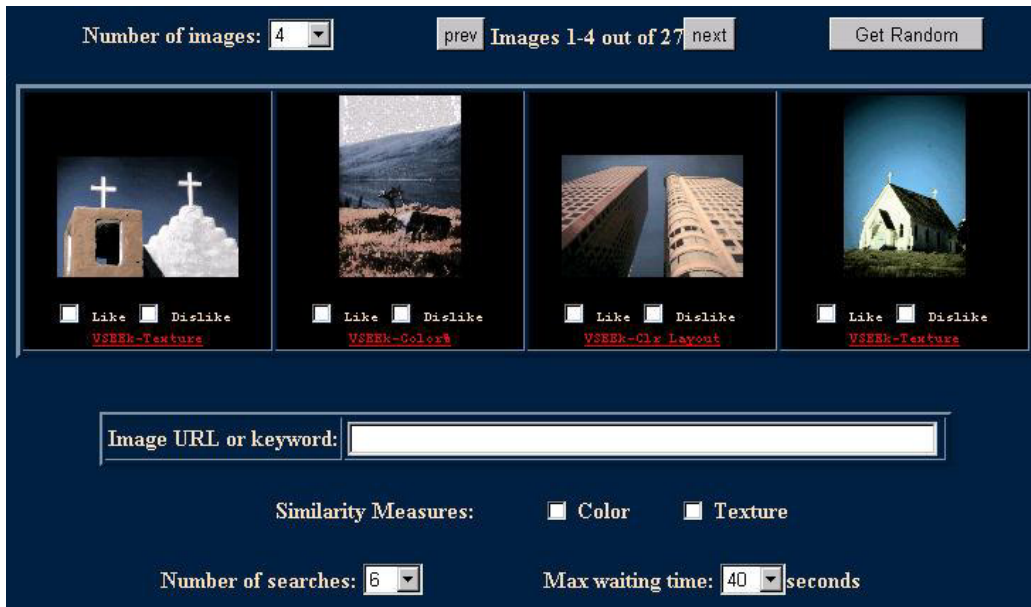 Number of images: 4 prev Images 1-4 out of 27 next Get Random
Like Dislike Like Dislike Like Dislike Like Dislike
VSEEk-Texture VSEEk-Color% VSEEk-Clr Layout VSEEk-Texture
Image URL or keyword:
Similarity Measures: Color Texture
Number of searches: 6 Max waiting time: 40 seconds